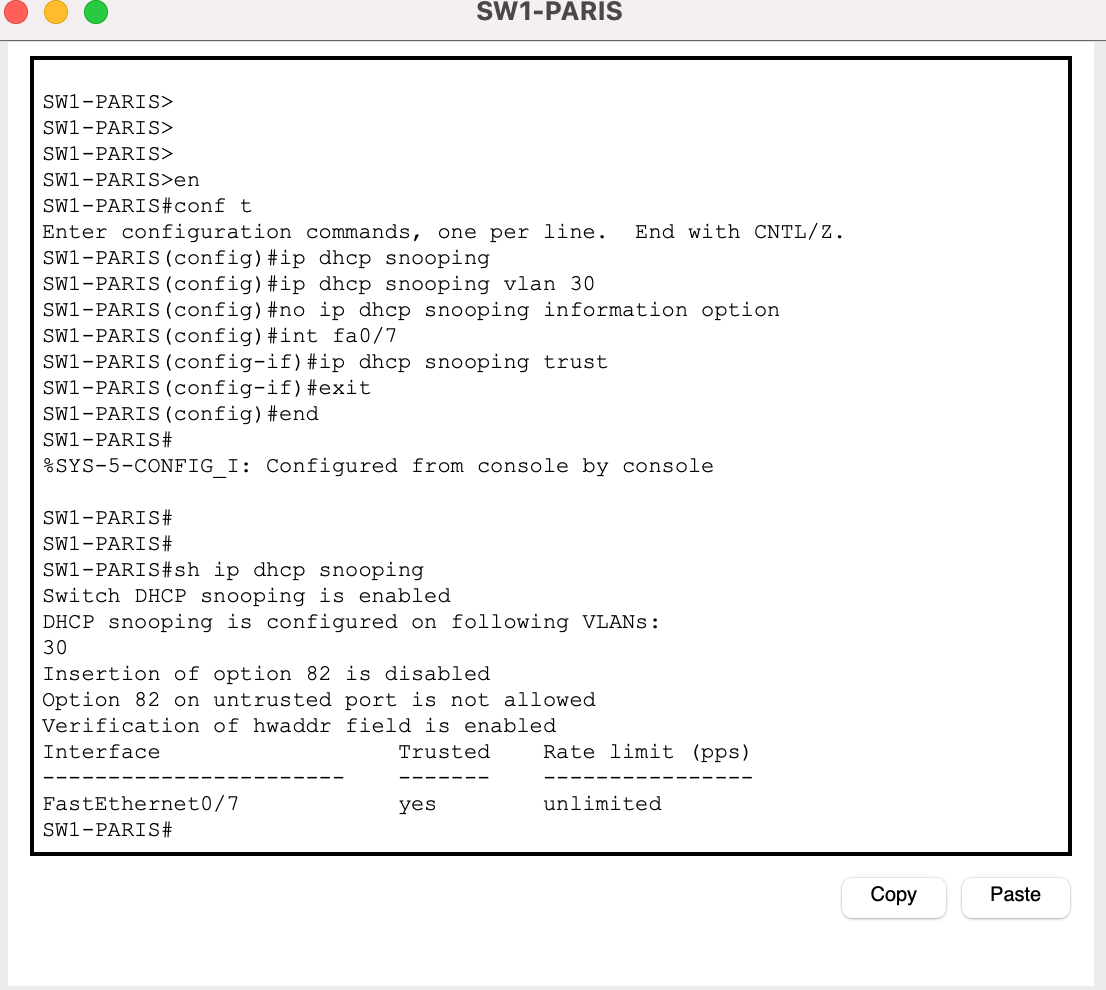 SW1-PARIS
SW1-PARIS>
SW1-PARIS>
SW1-PARIS>
SW1-PARIS>en
SW1-PARIS#conf t
Enter configuration commands, one per line.  End with CNTL/Z.
SW1-PARIS(config)#ip dhcp snooping
SW1-PARIS(config)#ip dhcp snooping vlan 30
SW1-PARIS(config)#no ip dhcp snooping information option
SW1-PARIS(config)#int fa0/7
SW1-PARIS(config-if)#ip dhcp snooping trust
SW1-PARIS(config-if)#exit
SW1-PARIS(config)#end
SW1-PARIS#
%SYS-5-CONFIG_I: Configured from console by console
SW1-PARIS#
SW1-PARIS#
SW1-PARIS#sh ip dhcp snooping
Switch DHCP snooping is enabled
DHCP snooping is configured on following VLANs:
30
Insertion of option 82 is disabled
Option 82 on untrusted port is not allowed
Verification of hwaddr field is enabled
Interface                  Trusted    Rate limit (pps)
-----------------------    -------    ----------------
FastEthernet0/7            yes        unlimited
SW1-PARIS#
Copy Paste